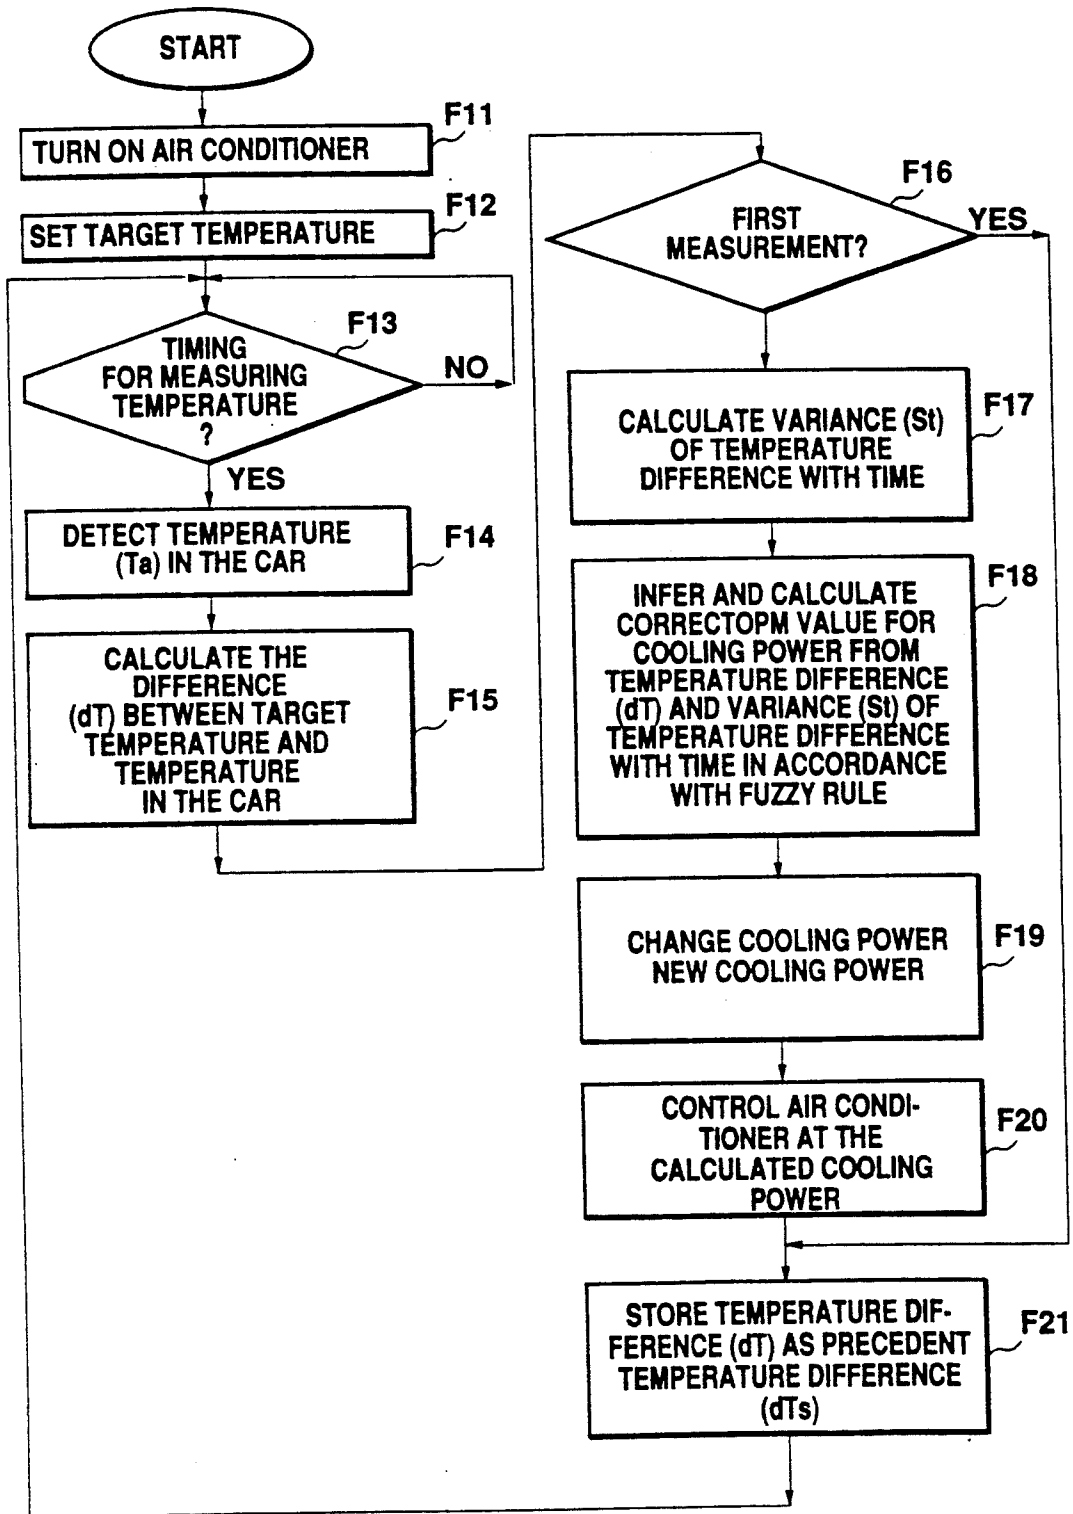 START
F11
TURN ON AIR CONDITIONER
F12
SET TARGET TEMPERATURE
F13
TIMING
FOR MEASURING
TEMPERATURE
?
NO
YES
F14
DETECT TEMPERATURE
(Ta) IN THE CAR
F15
CALCULATE THE
DIFFERENCE
(dT) BETWEEN TARGET
TEMPERATURE AND
TEMPERATURE
IN THE CAR
F16
FIRST
MEASUREMENT?
YES
F17
CALCULATE VARIANCE (St)
OF TEMPERATURE
DIFFERENCE WITH TIME
F18
INFER AND CALCULATE
CORRECTOPM VALUE FOR
COOLING POWER FROM
TEMPERATURE DIFFERENCE
(dT) AND VARIANCE (St) OF
TEMPERATURE DIFFERENCE
WITH TIME IN ACCORDANCE
WITH FUZZY RULE
F19
CHANGE COOLING POWER
NEW COOLING POWER
F20
CONTROL AIR CONDI-
TIONER AT THE
CALCULATED COOLING
POWER
F21
STORE TEMPERATURE DIF-
FERENCE (dT) AS PRECEDENT
TEMPERATURE DIFFERENCE
(dTs)